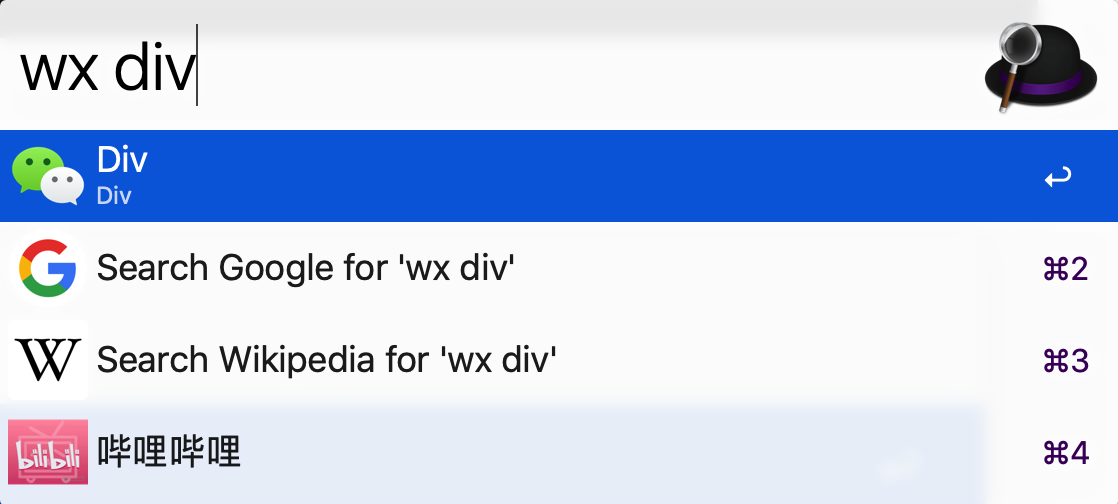 wx div
Div
Div
Search Google for 'wx div'
⌘2
Search Wikipedia for 'wx div'
⌘3
bilibili
哔哩哔哩
⌘4